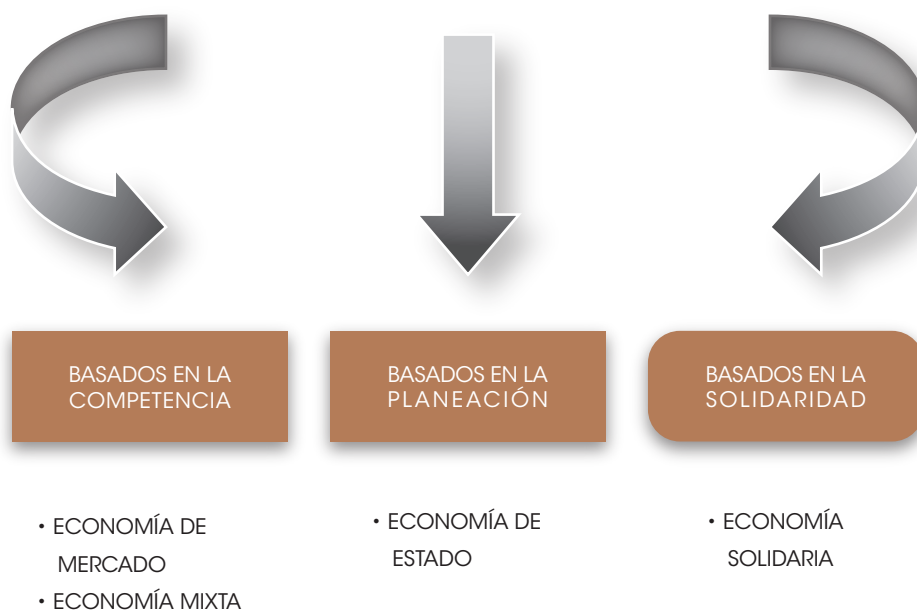 BASADOS EN LA
COMPETENCIA
BASADOS EN LA
PLANEACIÓN
BASADOS EN LA
SOLIDARIDAD
• ECONOMÍA DE
MERCADO
• ECONOMÍA MIXTA
• ECONOMÍA DE
ESTADO
• ECONOMÍA
SOLIDARIA